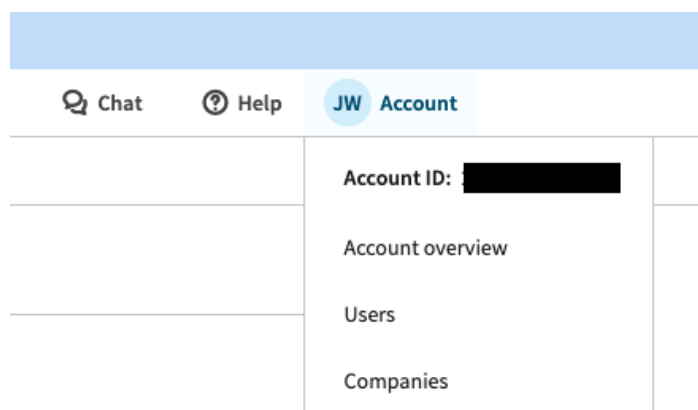 Chat
Help
JW Account
Account ID:
Account overview
Users
Companies